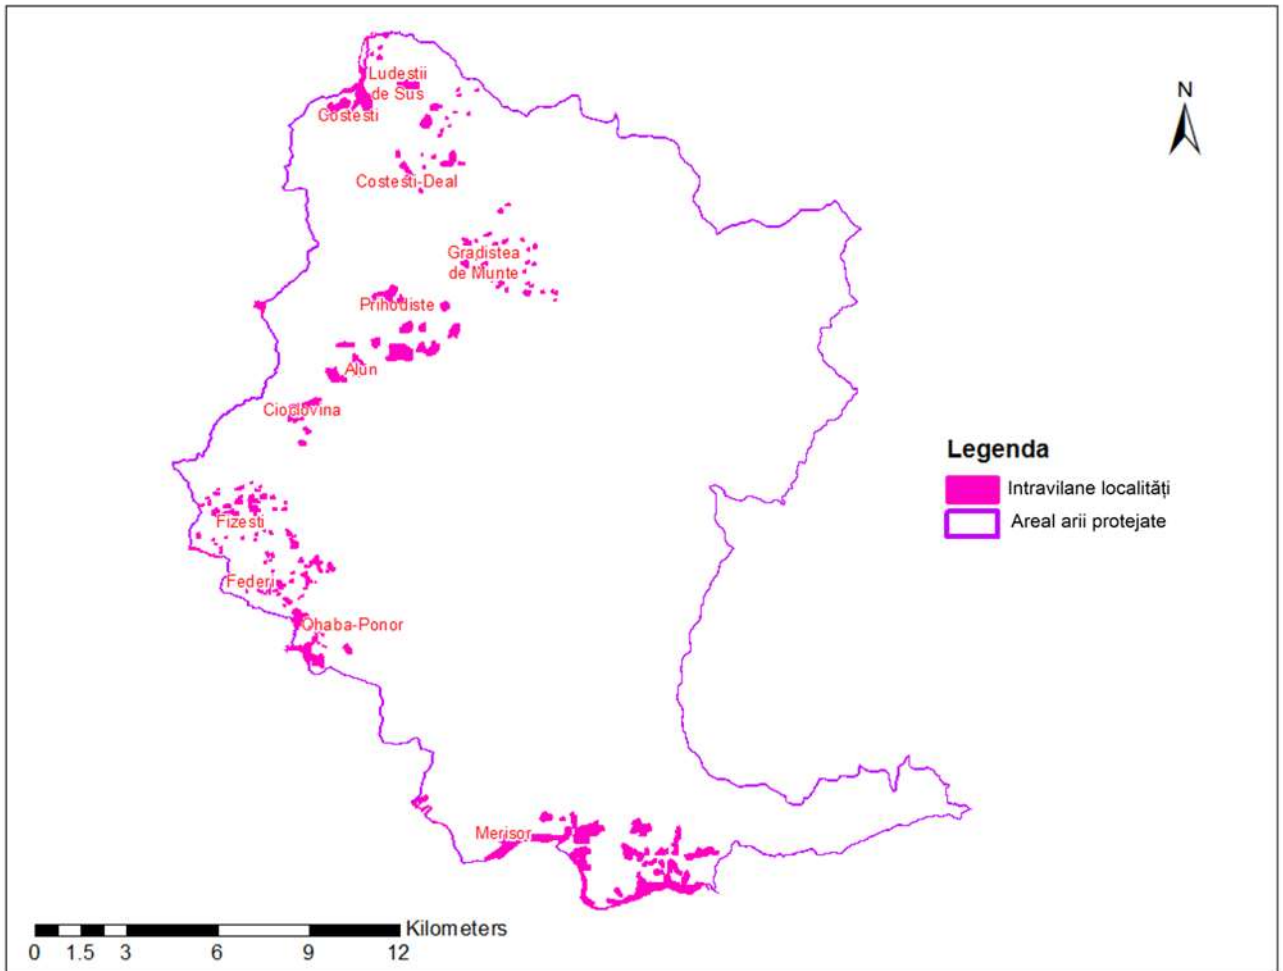 N
Ludestii
de Sus
Costesti
Costesti-Deal
Gradistea
de Munte
Prihodiste
Alun
Cioclovina
Legenda
Intravilane localități
Areal arii protejate
Fizesti
Federi
Ohaba-Ponor
Merisor
Kilometers
0 1.5 3 6 9 12